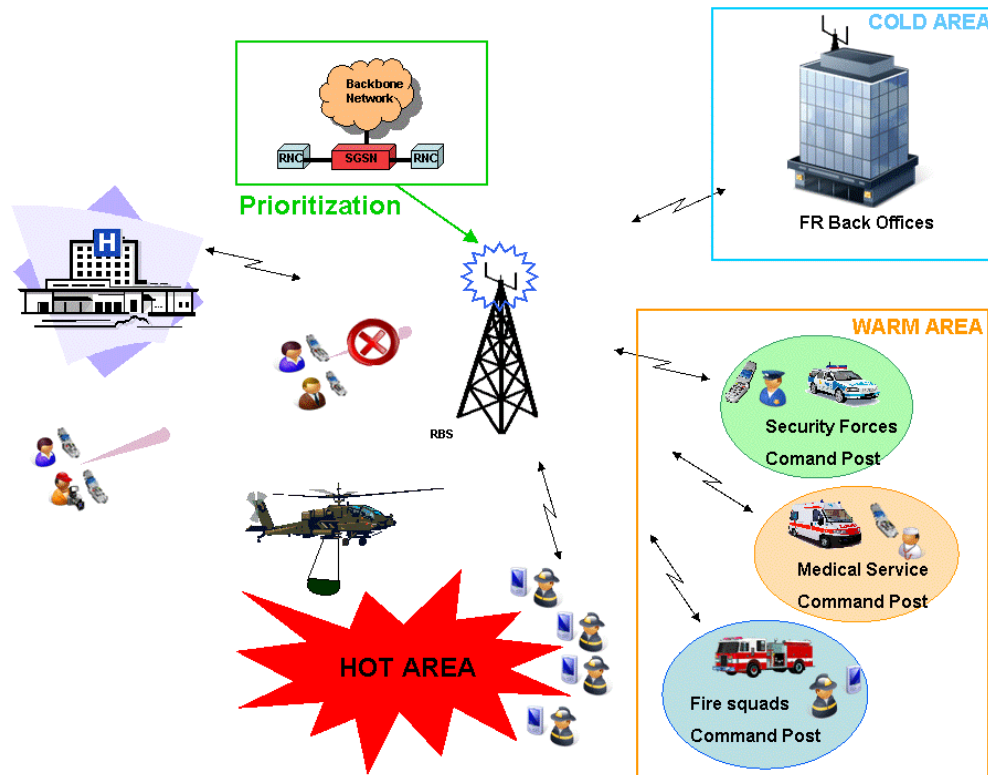 COLD AREA
Backbone
Network
RNC
SGSN
RNC
Prioritization
FR Back Offices
H
WARM AREA
RBS
Security Forces
Comand Post
Medical Service
Command Post
HOT AREA
Fire squads
Command Post